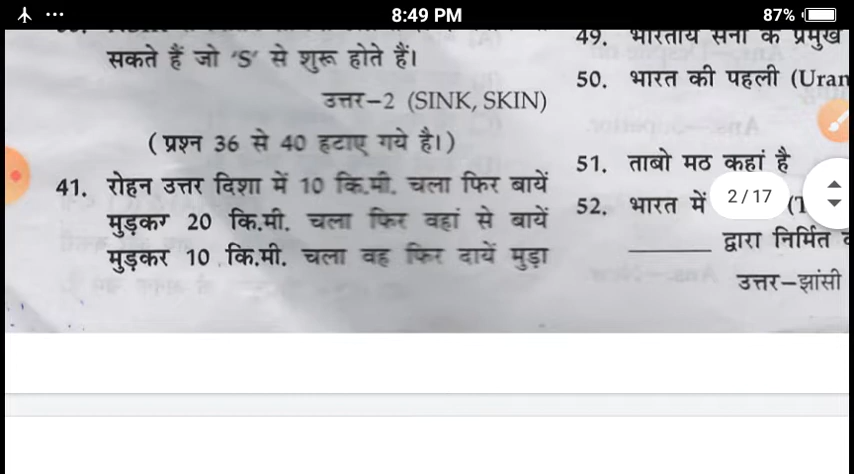 8:49 PM
87%
सकते हैं जो 'S' से शुरू होते हैं।
उत्तर–2 (SINK, SKIN)
( प्रश्न 36 से 40 हटाए गये है।)
41. रोहन उत्तर दिशा में 10 कि.मी. चला फिर बायें
मुड़कर 20 कि.मी. चला फिर वहां से बायें
मुड़कर 10 कि.मी. चला वह फिर दायें मुड़ा
49. भारतीय सेना के प्रमुख
50. भारत की पहली (Uran
51. ताबो मठ कहां है
52. भारत में
2/17
द्वारा निर्मित
उत्तर–झांसी